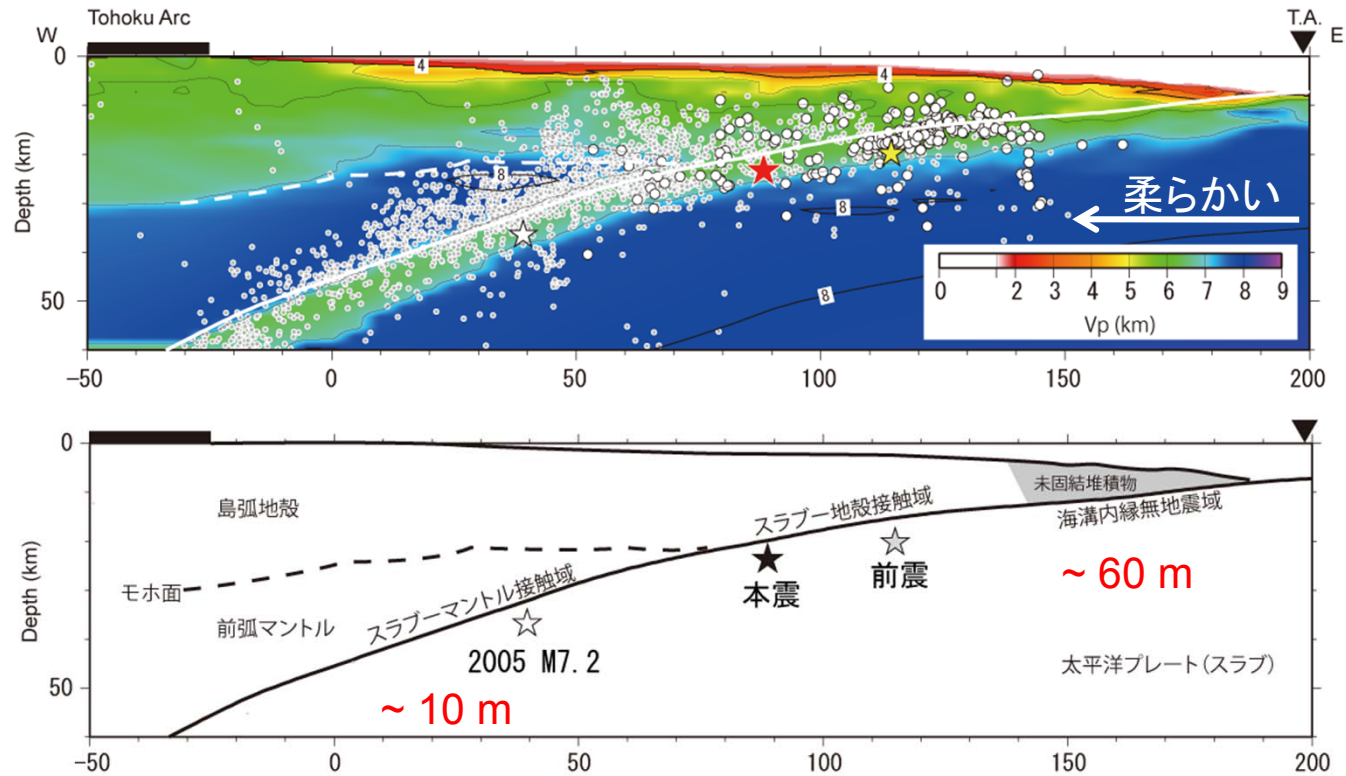 Tohoku Arc
T.A.
W
E
0
50
Depth (km)
4
4
8
8
8
柔らかい
0 2 3 4 5 6 7 8 9
Vp (km)
-50 0 50 100 150 200
0
50
Depth (km)
島弧地殻
未固結堆積物
スラブー地殻接触域
海溝内縁無地震域
モホ面
前弧マントル
スラブーマントル接触域
本震
前震
~ 60 m
2005 M7.2
太平洋プレート(スラブ)
~ 10 m
-50 0 50 100 150 200